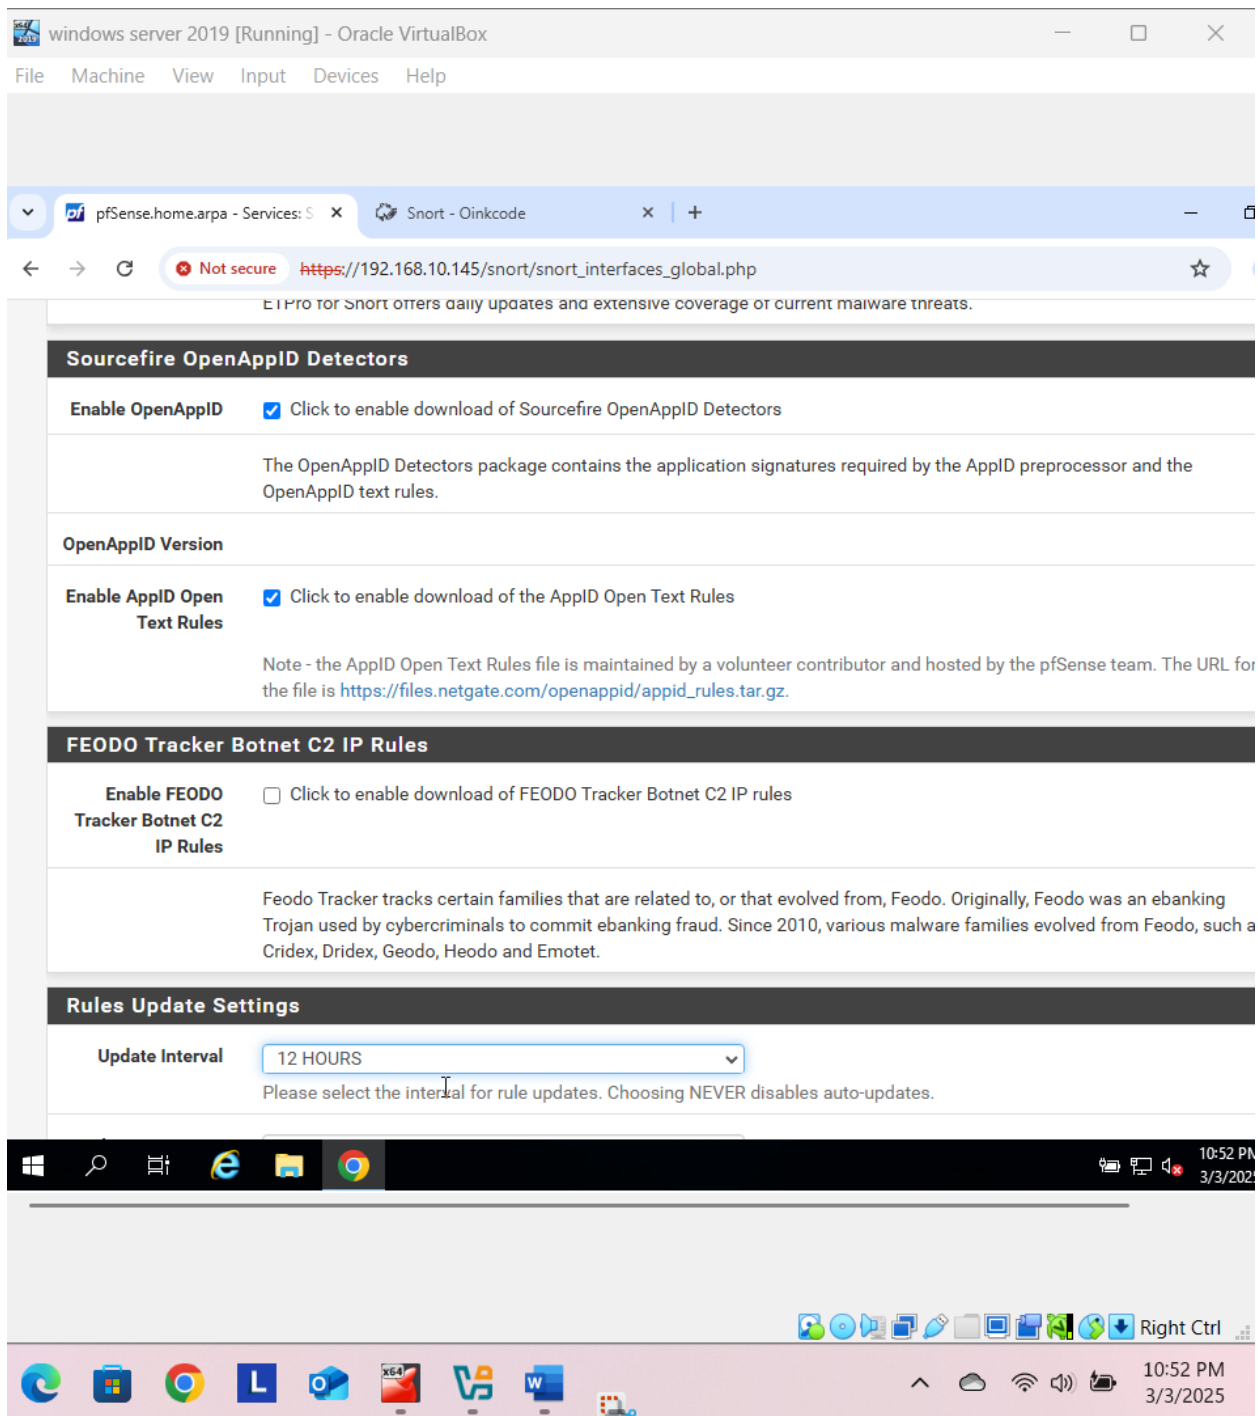 windows server 2019 [Running] - Oracle VirtualBox
File Machine View Input Devices Help
pfSense.home.arpa - Services: S
Snort - Oinkcode
Not secure https://192.168.10.145/snort/snort_interfaces_global.php
ETPro for Snort offers daily updates and extensive coverage of current malware threats.
Sourcefire OpenAppID Detectors
Enable OpenAppID Click to enable download of Sourcefire OpenAppID Detectors
The OpenAppID Detectors package contains the application signatures required by the AppID preprocessor and the
OpenAppID text rules.
OpenAppID Version
Enable AppID Open Click to enable download of the AppID Open Text Rules
Text Rules
Note - the AppID Open Text Rules file is maintained by a volunteer contributor and hosted by the pfSense team. The URL for
the file is https://files.netgate.com/openappid/appid_rules.tar.gz.
FEODO Tracker Botnet C2 IP Rules
Enable FEODO Click to enable download of FEODO Tracker Botnet C2 IP rules
Tracker Botnet C2
IP Rules
Feodo Tracker tracks certain families that are related to, or that evolved from, Feodo. Originally, Feodo was an ebanking
Trojan used by cybercriminals to commit ebanking fraud. Since 2010, various malware families evolved from Feodo, such a
Cridex, Dridex, Geodo, Heodo and Emotet.
Rules Update Settings
Update Interval 12 HOURS
Please select the interval for rule updates. Choosing NEVER disables auto-updates.
10:52 PM
3/3/2025
Right Ctrl
10:52 PM
3/3/2025